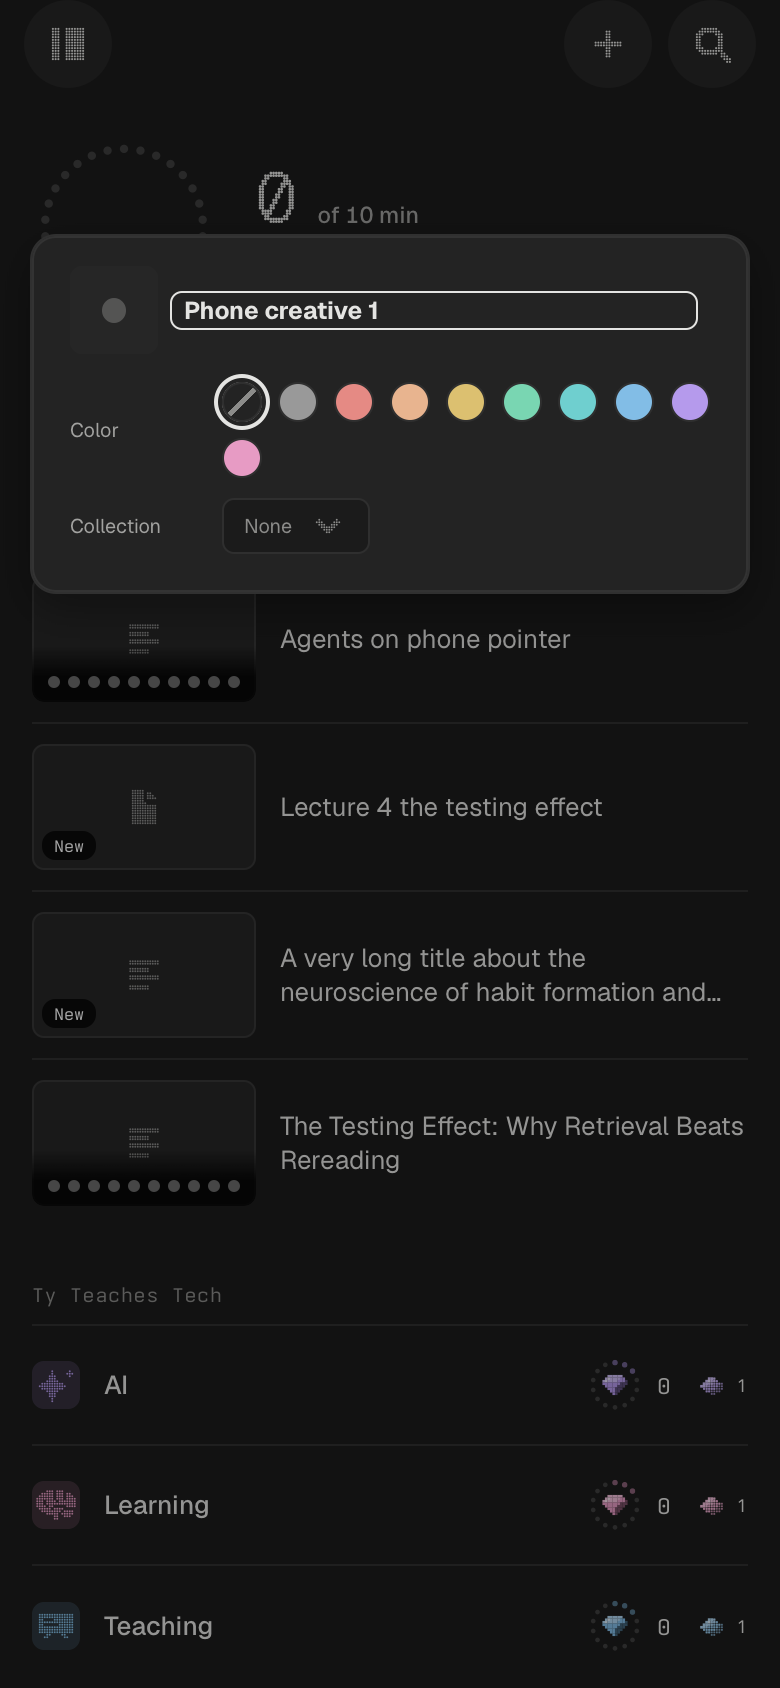 0 of 10 min
Phone creative 1
Color
Collection
None
Agents on phone pointer
Lecture 4 the testing effect
New
A very long title about the
neuroscience of habit formation and…
New
The Testing Effect: Why Retrieval Beats
Rereading
Ty Teaches Tech
AI 0 1
Learning 0 1
Teaching 0 1